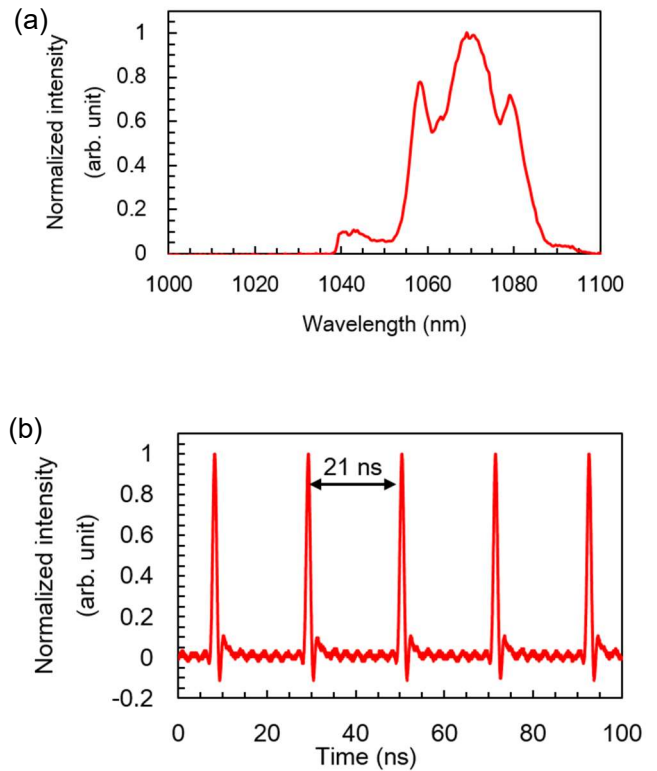 (a)
Normalized intensity
(arb. unit)
1
0.8
0.6
0.4
0.2
0
1000 1020 1040 1060 1080 1100
Wavelength (nm)
(b)
Normalized intensity
(arb. unit)
1
0.8
0.6
0.4
0.2
0
-0.2
21 ns
0 20 40 60 80 100
Time (ns)